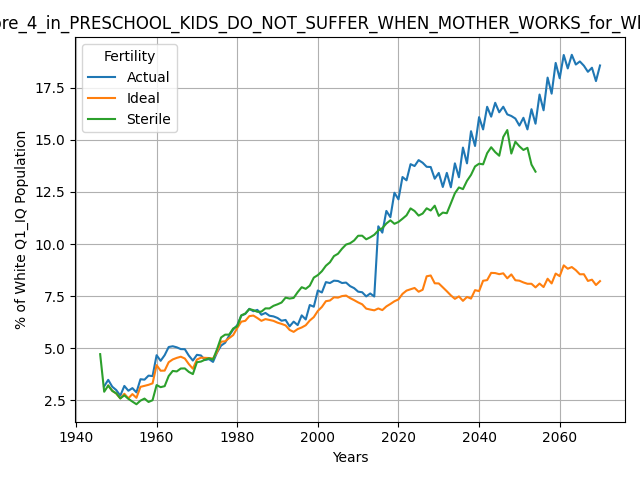 ore_4_in_PRESCHOOL_KIDS_DO_NOT_SUFFER_WHEN_MOTHER_WORKS_for_Wh
Fertility
Actual
Ideal
Sterile
% of White Q1_IQ Population
17.5
15.0
12.5
10.0
7.5
5.0
2.5
1940 1960 1980 2000 2020 2040 2060
Years